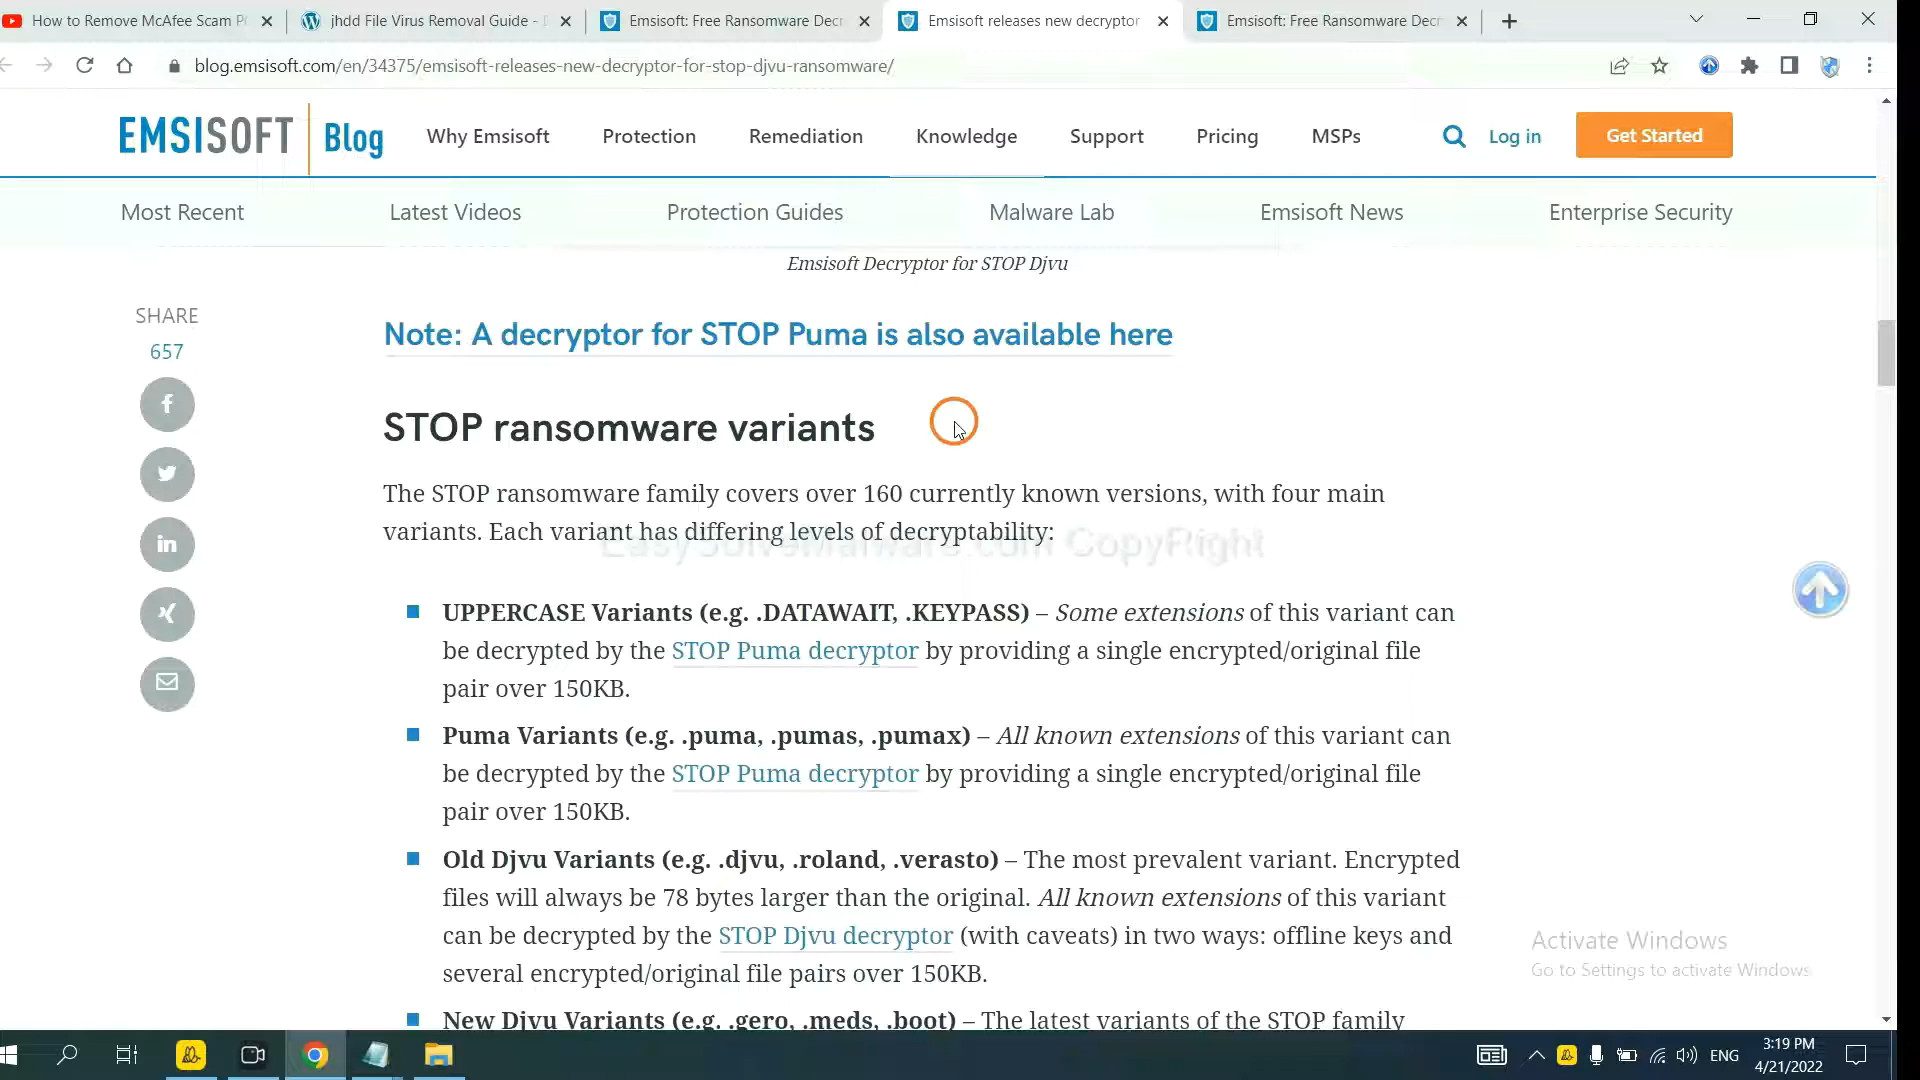 How to Remove McAfee Scam P
jhdd File Virus Removal Guide -
Emsisoft: Free Ransomware Decr
Emsisoft releases new decryptor
Emsisoft: Free Ransomware Decr
blog.emsisoft.com/en/34375/emsisoft-releases-new-decryptor-for-stop-djvu-ransomware/
EMSISOFT Blog
Why Emsisoft
Protection
Remediation
Knowledge
Support
Pricing
MSPs
Log in
Get Started
Most Recent
Latest Videos
Protection Guides
Malware Lab
Emsisoft News
Enterprise Security
Emsisoft Decryptor for STOP Djvu
SHARE
657
Note: A decryptor for STOP Puma is also available here
STOP ransomware variants
The STOP ransomware family covers over 160 currently known versions, with four main
variants. Each variant has differing levels of decryptability:
EasySolveMalware.com CopyRight
UPPERCASE Variants (e.g. .DATAWAIT, .KEYPASS) – Some extensions of this variant can
be decrypted by the STOP Puma decryptor by providing a single encrypted/original file
pair over 150KB.
Puma Variants (e.g. .puma, .pumas, .pumax) – All known extensions of this variant can
be decrypted by the STOP Puma decryptor by providing a single encrypted/original file
pair over 150KB.
Old Djvu Variants (e.g. .djvu, .roland, .verasto) – The most prevalent variant. Encrypted
files will always be 78 bytes larger than the original. All known extensions of this variant
can be decrypted by the STOP Djvu decryptor (with caveats) in two ways: offline keys and
several encrypted/original file pairs over 150KB.
New Djvu Variants (e.g. .gero, .meds, .boot) – The latest variants of the STOP family
Activate Windows
Go to Settings to activate Windows.
ENG
3:19 PM
4/21/2022